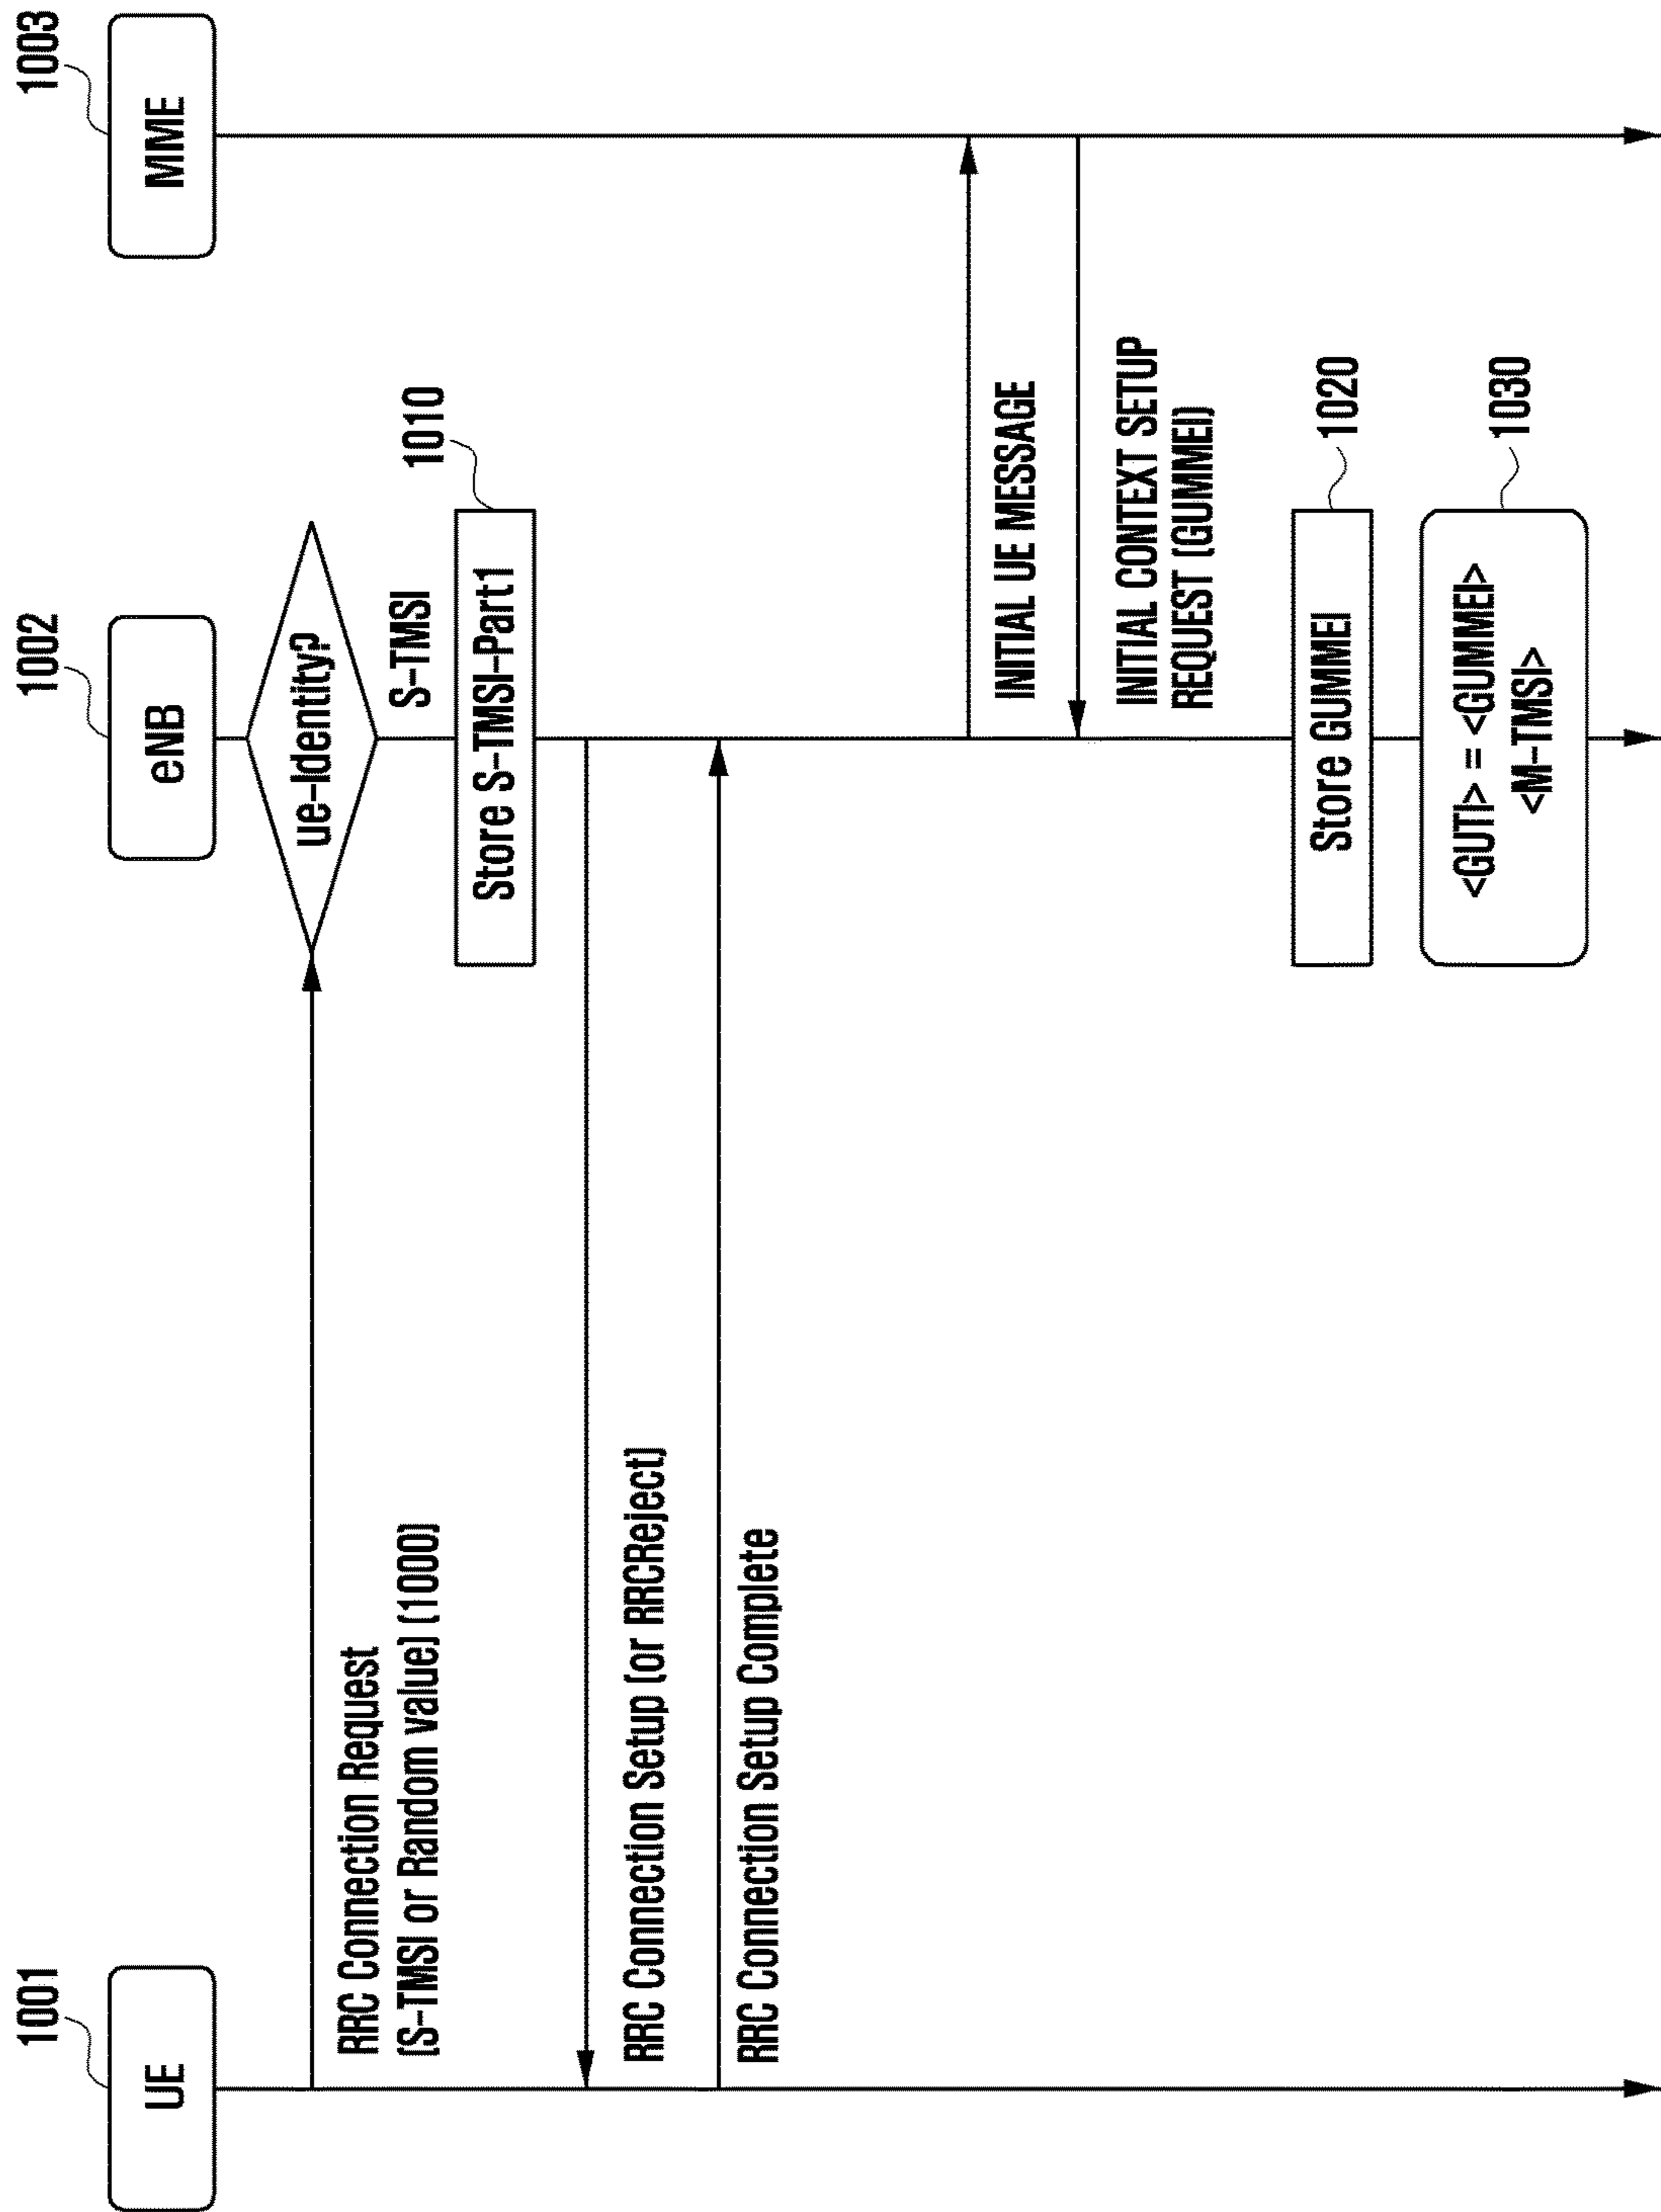 1001
1002
1003
UE
eNB
MME
ue-Identity?
RRC Connection Request
(S-TMSI or Random value) (1000)
S-TMSI
1010
Store S-TMSI-Part1
RRC Connection Setup (or RRCReject)
RRC Connection Setup Complete
INITIAL UE MESSAGE
INITIAL CONTEXT SETUP
REQUEST (GUMMEI)
Store GUMMEI
1020
<GUTI> = <GUMMEI>
<M-TMSI>
1030